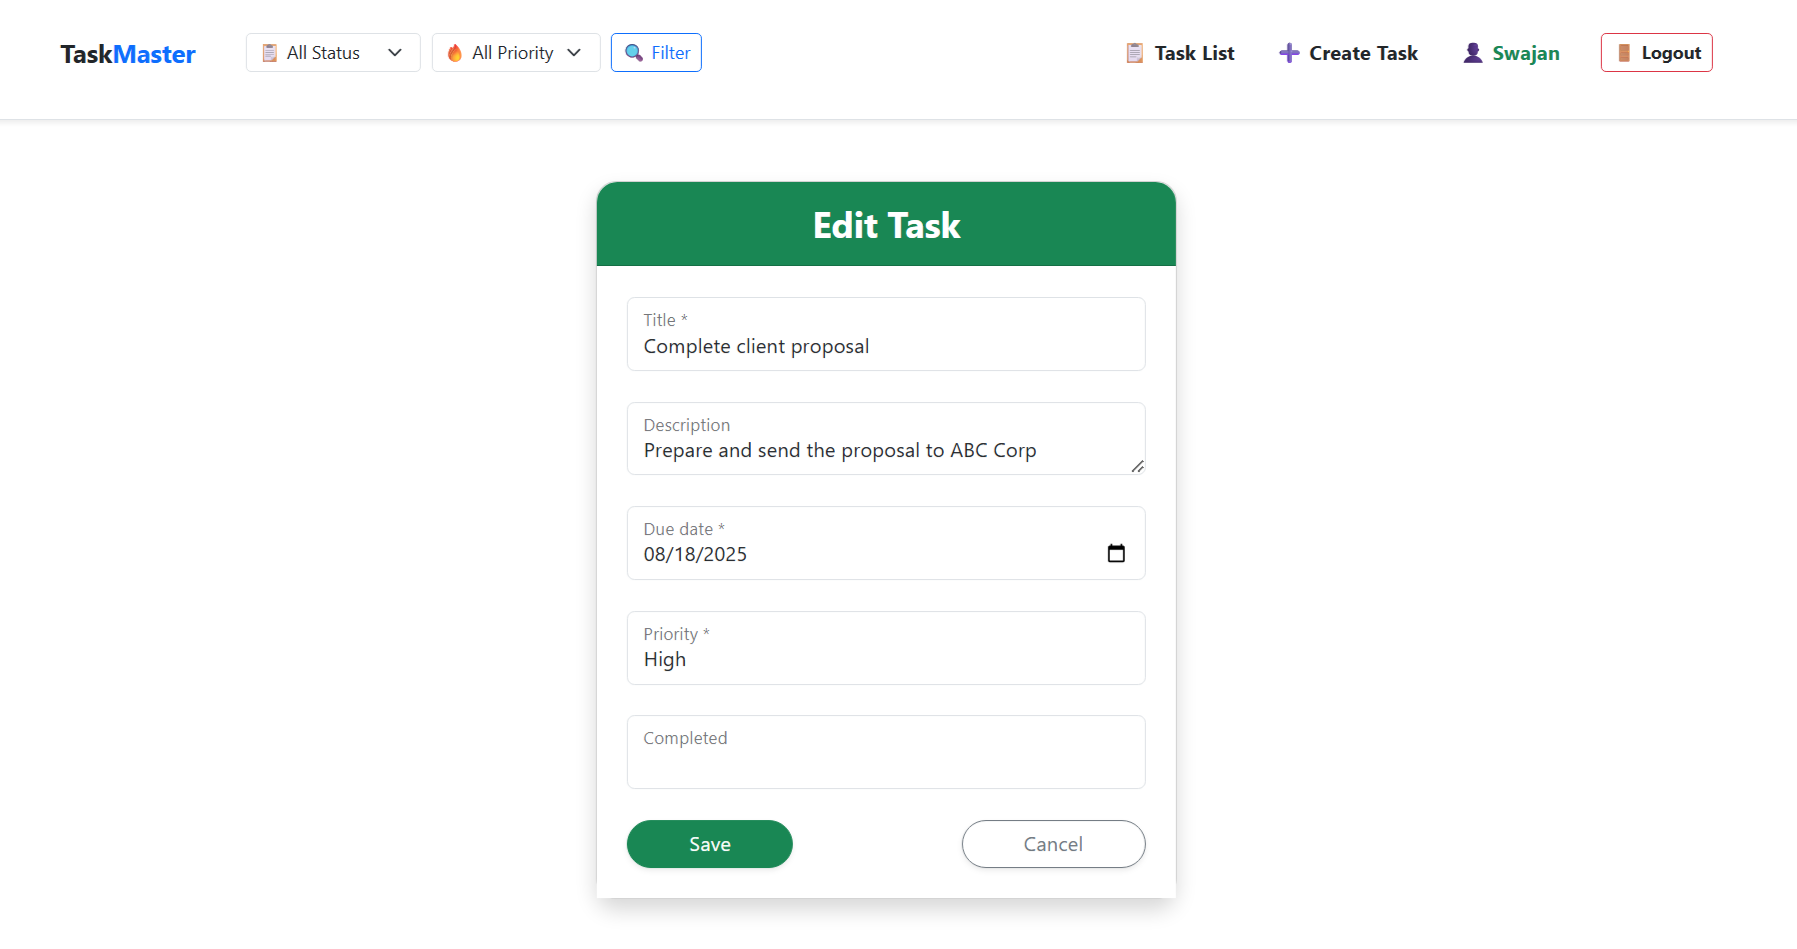 TaskMaster
All Status
All Priority
Filter
Task List
Create Task
Swajan
Logout
Edit Task
Title *
Complete client proposal
Description
Prepare and send the proposal to ABC Corp
Due date *
08/18/2025
Priority *
High
Completed
Save
Cancel